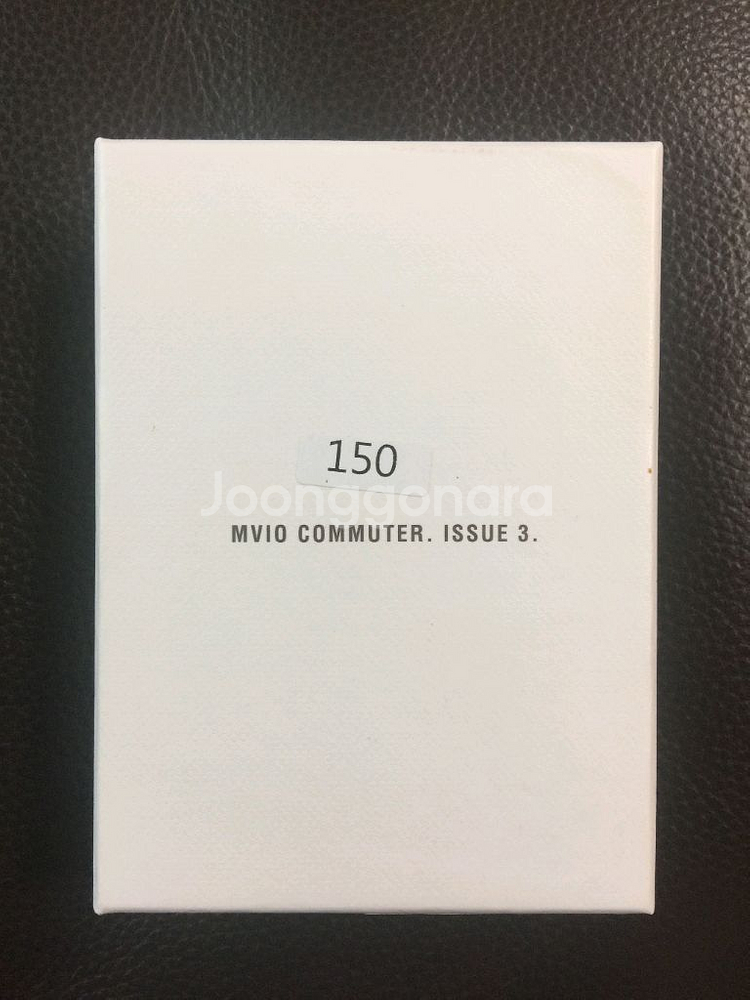 150
Joonggonara
MVIO COMMUTER. ISSUE 3.